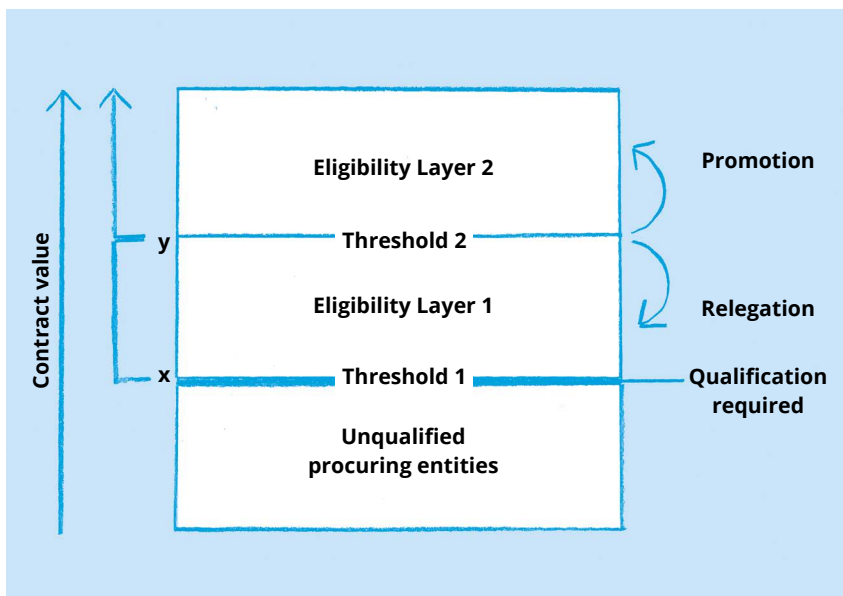 Eligibility Layer 2
Promotion
y
Threshold 2
Contract value
Eligibility Layer 1
Relegation
x
Threshold 1
Qualification
required
Unqualified
procuring entities